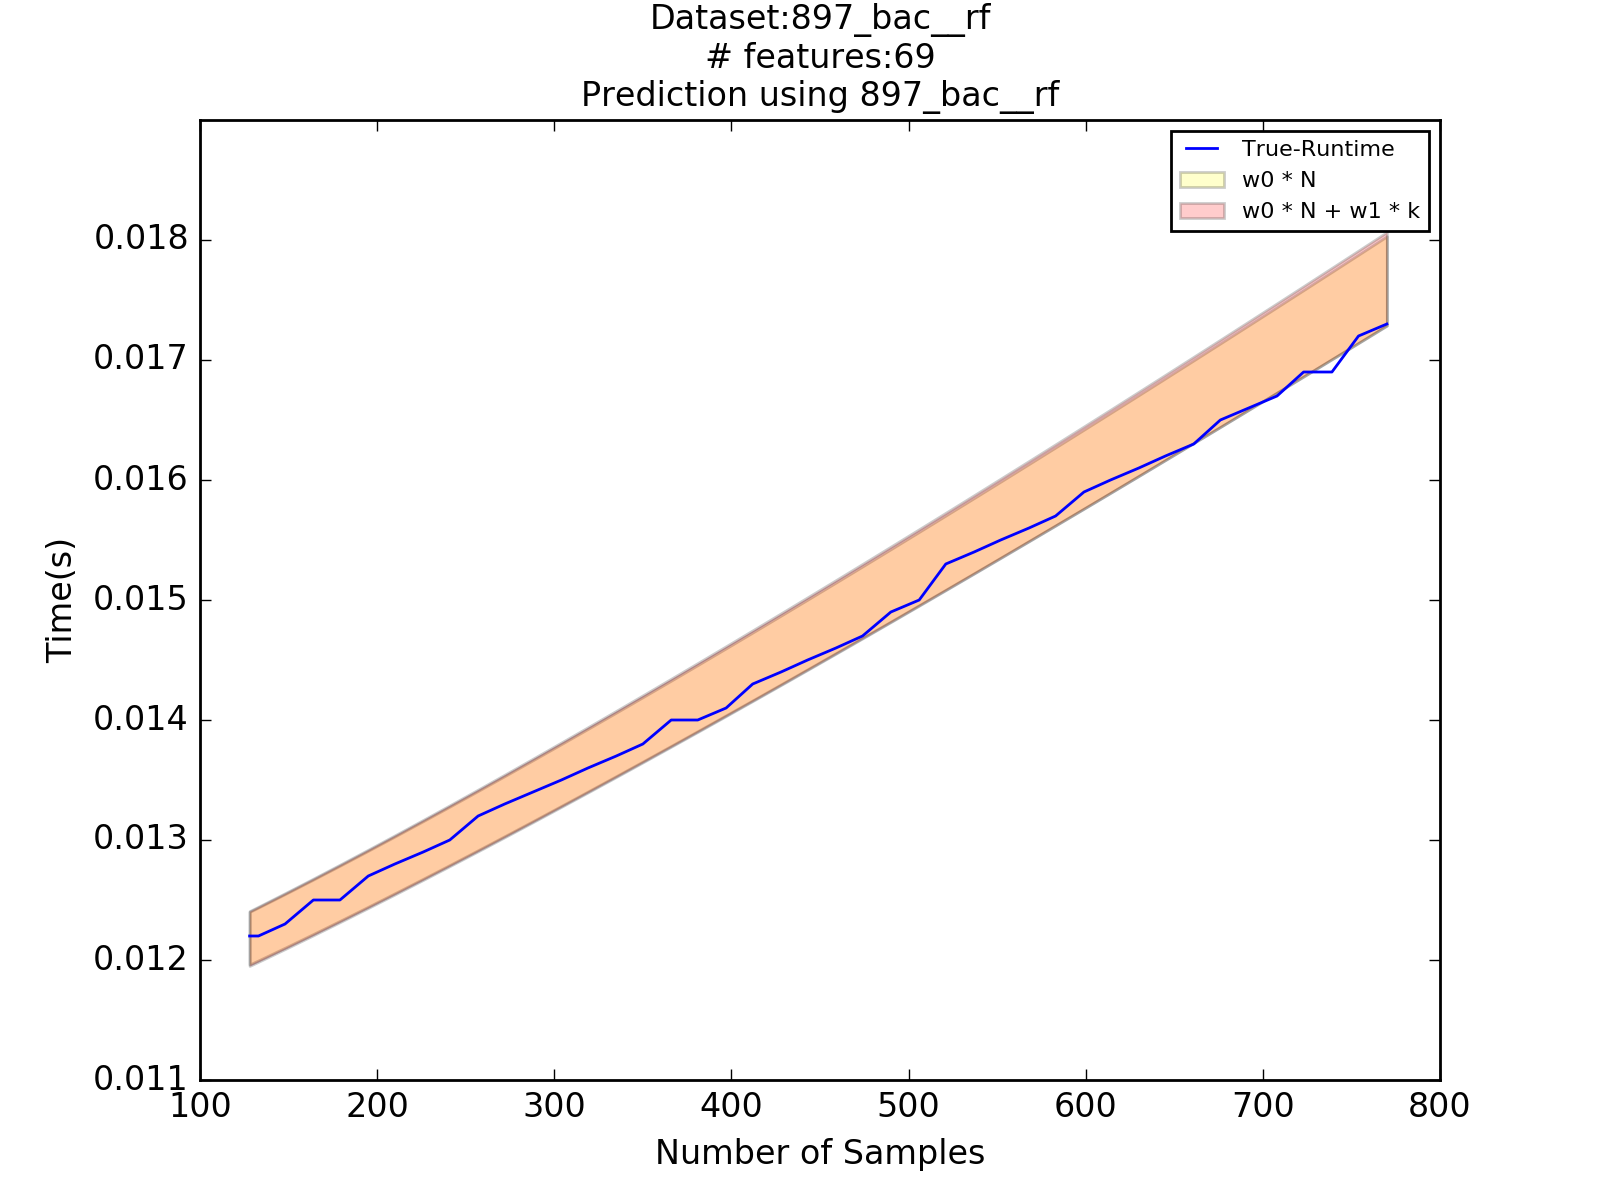 Dataset:897_bac__rf
# features:69
Prediction using 897_bac__rf
True-Runtime
w0 * N
w0 * N + w1 * k
0.018
0.017
0.016
0.015
0.014
0.013
0.012
0.011
Time(s)
100 200 300 400 500 600 700 800
Number of Samples